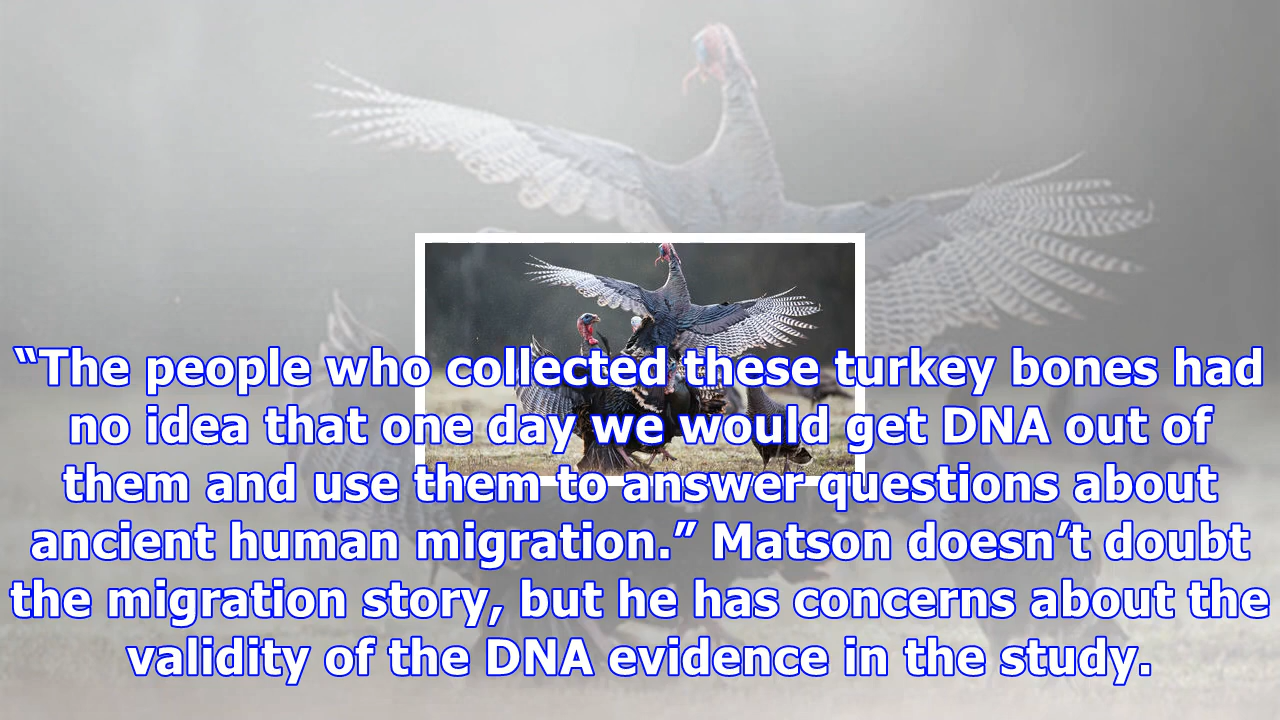 “The people who collected these turkey bones had
no idea that one day we would get DNA out of
them and use them to answer questions about
ancient human migration.” Matson doesn’t doubt
the migration story, but he has concerns about the
validity of the DNA evidence in the study.